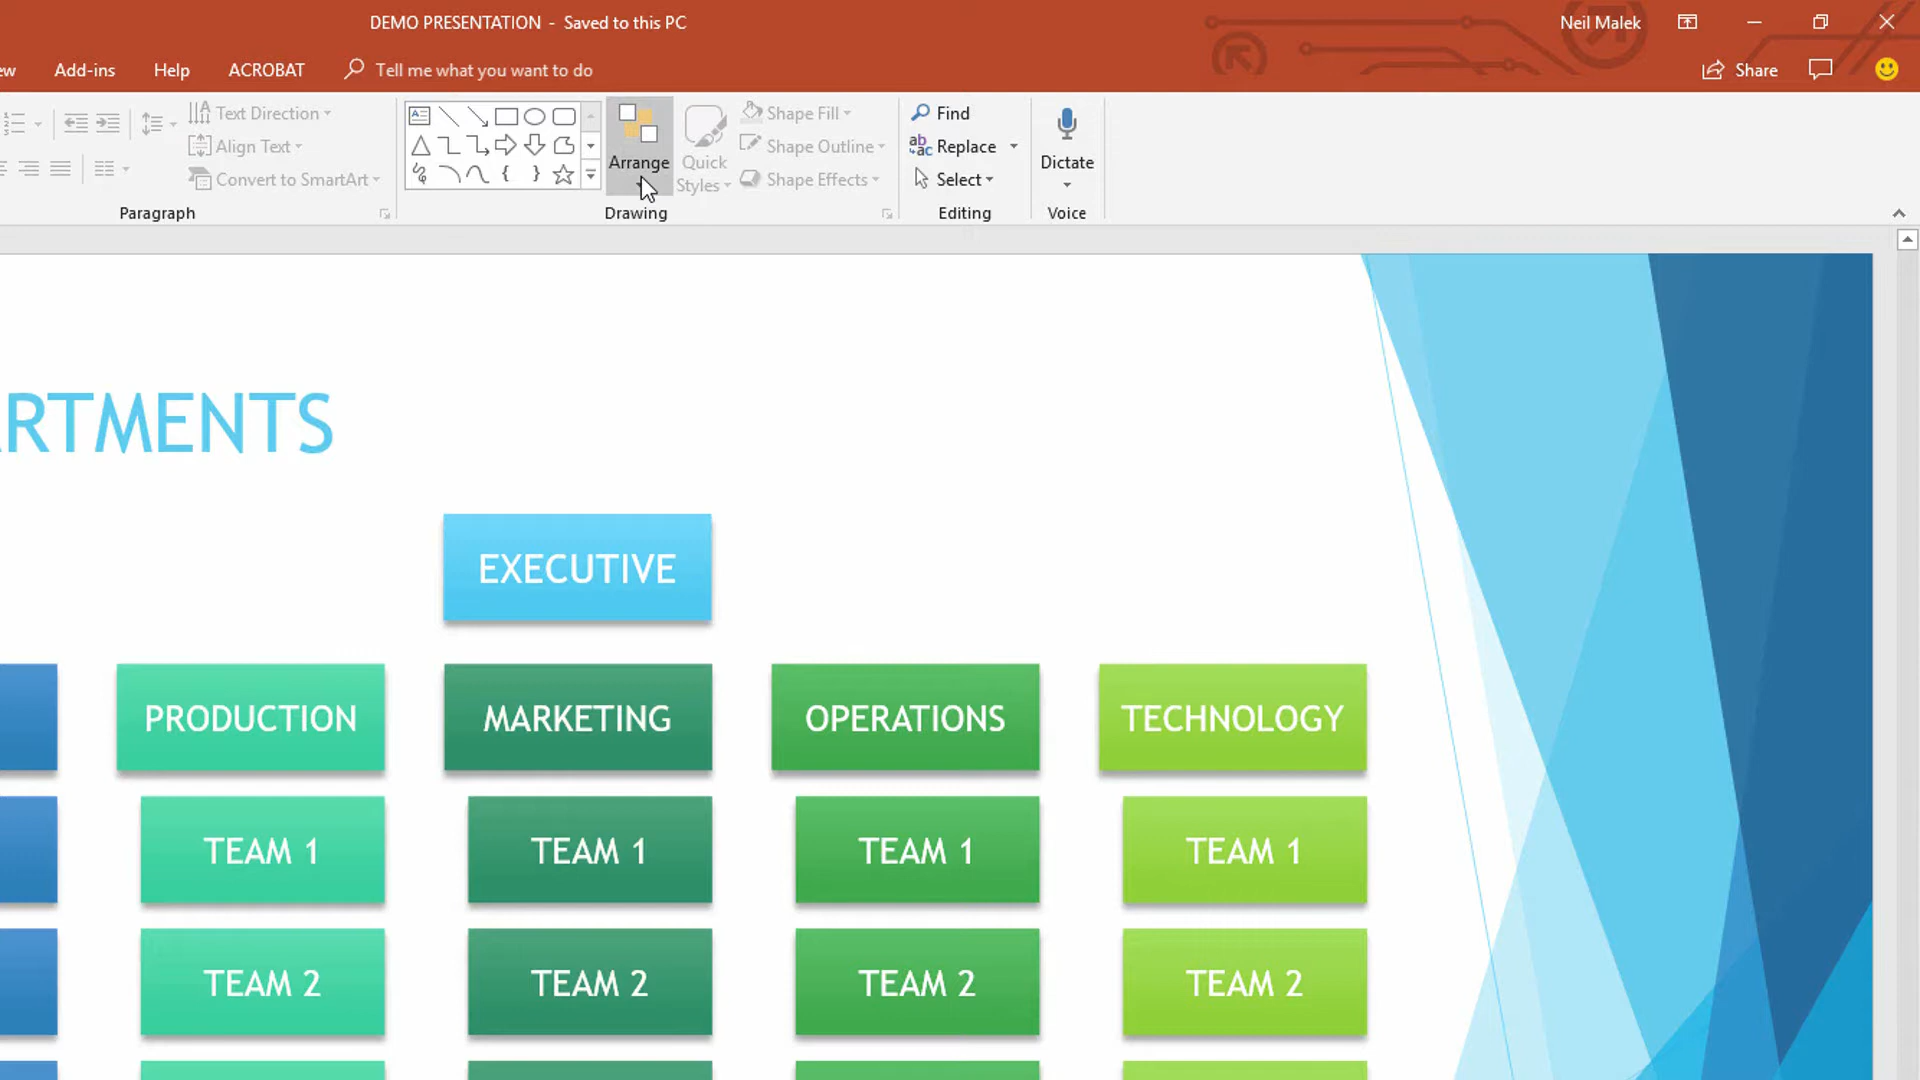 DEMO PRESENTATION - Saved to this PC
Neil Malek
ew Add-ins Help ACROBAT Tell me what you want to do
Share
Text Direction
Align Text
Convert to SmartArt
Paragraph
Arrange
Quick
Styles
Shape Fill
Shape Outline
Shape Effects
Drawing
Find
Replace
Select
Editing
Dictate
Voice
ARTMENTS
EXECUTIVE
PRODUCTION MARKETING OPERATIONS TECHNOLOGY
TEAM 1 TEAM 1 TEAM 1 TEAM 1
TEAM 2 TEAM 2 TEAM 2 TEAM 2